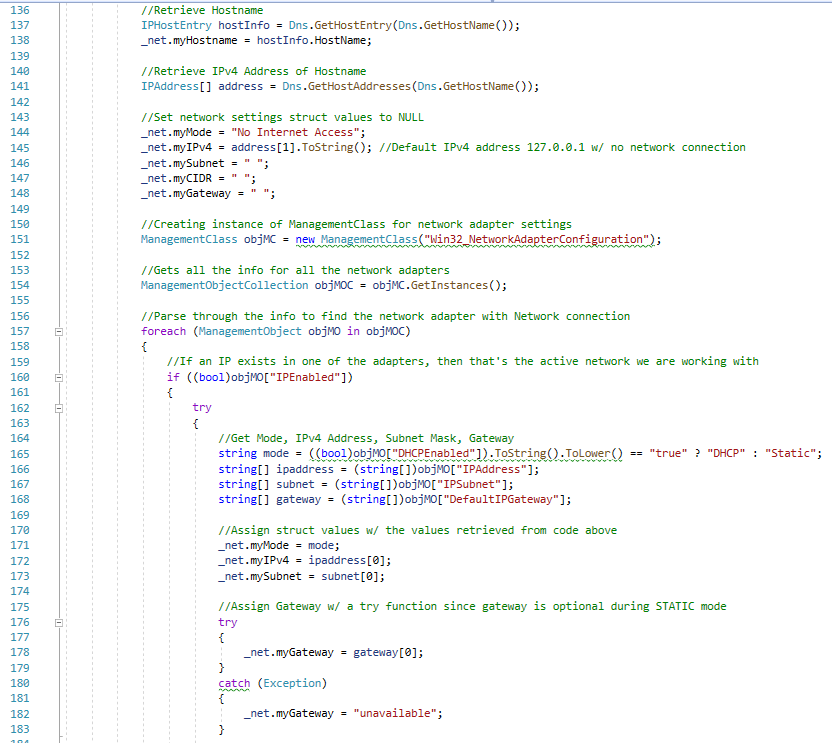 136 //Retrieve Hostname
137 IPHostEntry hostInfo = Dns.GetHostEntry(Dns.GetHostName());
138 _net.myHostname = hostInfo.HostName;
139
140 //Retrieve IPv4 Address of Hostname
141 IPAddress[] address = Dns.GetHostAddresses(Dns.GetHostName());
142
143 //Set network settings struct values to NULL
144 _net.myMode = "No Internet Access";
145 _net.myIPv4 = address[1].ToString(); //Default IPv4 address 127.0.0.1 w/ no network connection
146 _net.mySubnet = " ";
147 _net.myCIDR = " ";
148 _net.myGateway = " ";
149
150 //Creating instance of ManagementClass for network adapter settings
151 ManagementClass objMC = new ManagementClass("Win32_NetworkAdapterConfiguration");
152
153 //Gets all the info for all the network adapters
154 ManagementObjectCollection objMOC = objMC.GetInstances();
155
156 //Parse through the info to find the network adapter with Network connection
157 foreach (ManagementObject objMO in objMOC)
158 {
159 //If an IP exists in one of the adapters, then that's the active network we are working with
160 if ((bool)objMO["IPEnabled"])
161 {
162 try
163 {
164 //Get Mode, IPv4 Address, Subnet Mask, Gateway
165 string mode = ((bool)objMO["DHCPEnabled"]).ToString().ToLower() == "true" ? "DHCP" : "Static";
166 string[] ipaddress = (string[])objMO["IPAddress"];
167 string[] subnet = (string[])objMO["IPSubnet"];
168 string[] gateway = (string[])objMO["DefaultIPGateway"];
169
170 //Assign struct values w/ the values retrieved from code above
171 _net.myMode = mode;
172 _net.myIPv4 = ipaddress[0];
173 _net.mySubnet = subnet[0];
174
175 //Assign Gateway w/ a try function since gateway is optional during STATIC mode
176 try
177 {
178 _net.myGateway = gateway[0];
179 }
180 catch (Exception)
181 {
182 _net.myGateway = "unavailable";
183 }